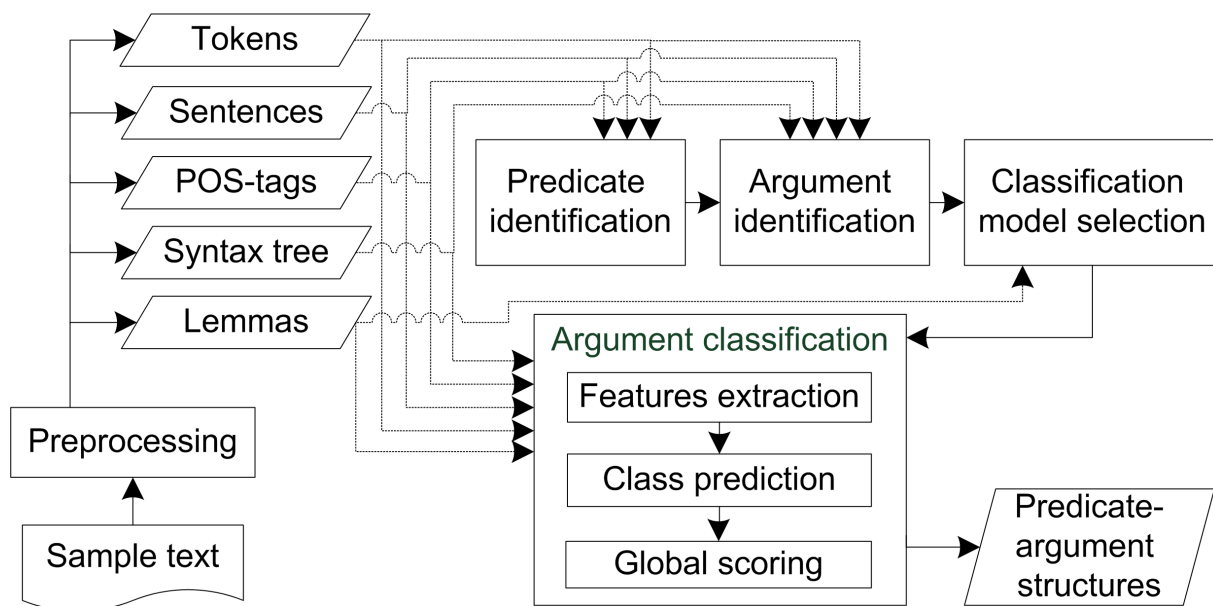 Tokens
Sentences
POS-tags
Syntax tree
Lemmas
Preprocessing
Sample text
Predicate
identification
Argument
identification
Classification
model selection
Argument classification
Features extraction
Class prediction
Global scoring
Predicate-
argument
structures